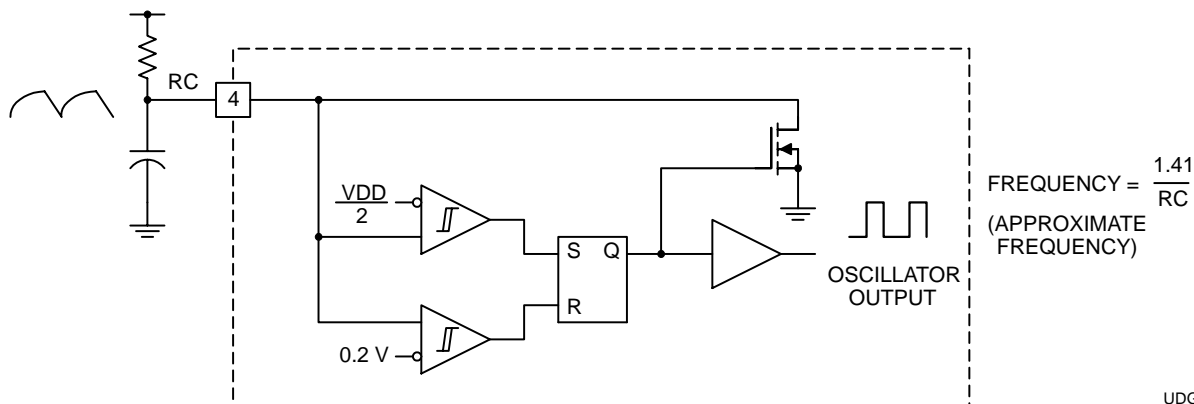 RC
4
VDD
2
0.2 V
S Q
R
OSCILLATOR
OUTPUT
FREQUENCY = 1.41
RC
(APPROXIMATE
FREQUENCY)
UDG